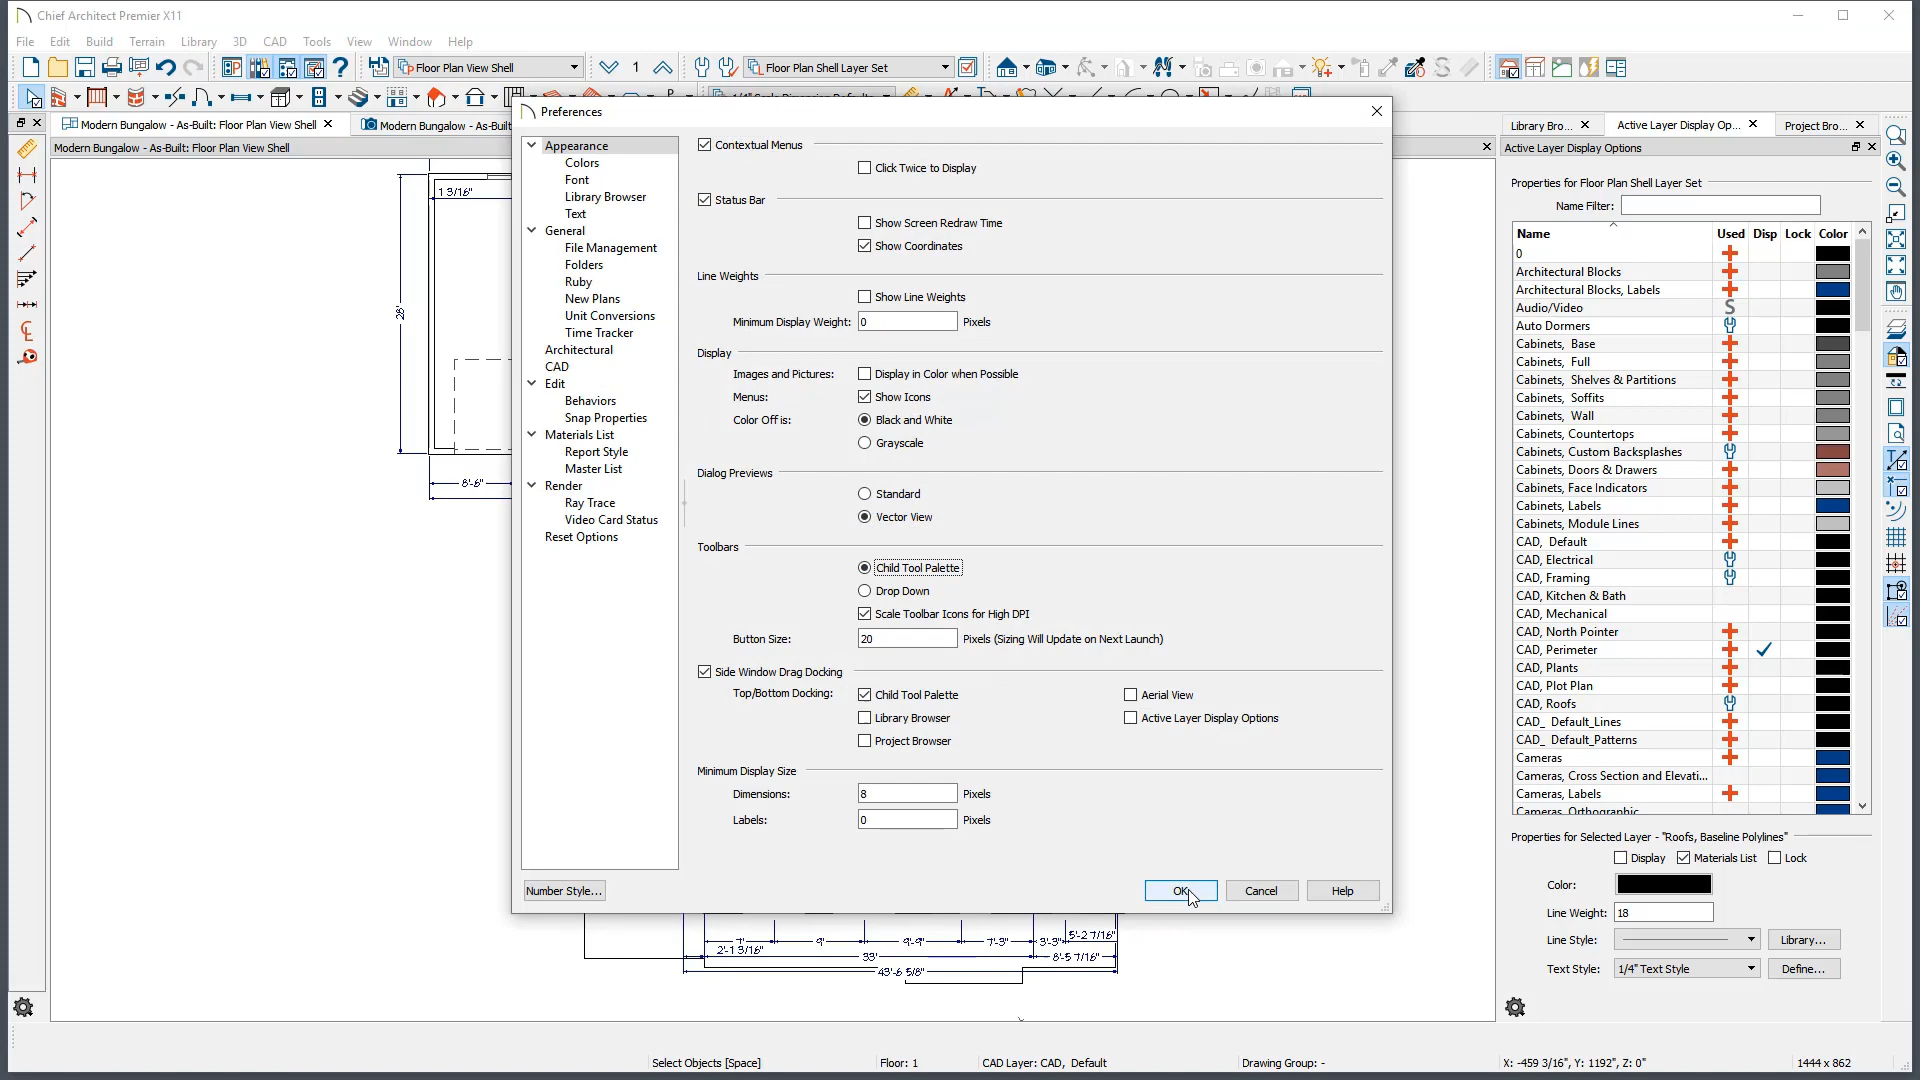 Chief Architect Premier X11
File Edit Build Terrain Library 3D CAD Tools View Window Help
Floor Plan View Shell 1 Floor Plan Shell Layer Set
Modern Bungalow - As-Built: Floor Plan View Shell Modern Bungalow - As-Buil
Library Bro... Active Layer Display Op... Project Bro...
Modern Bungalow - As-Built: Floor Plan View Shell
Active Layer Display Options
1 3/16"
28'
8'-6"
Preferences
Appearance
Colors
Font
Library Browser
Text
General
File Management
Folders
Ruby
New Plans
Unit Conversions
Time Tracker
Architectural
CAD
Edit
Behaviors
Snap Properties
Materials List
Report Style
Master List
Render
Ray Trace
Video Card Status
Reset Options
Contextual Menus
Click Twice to Display
Status Bar
Show Screen Redraw Time
Show Coordinates
Line Weights
Show Line Weights
Minimum Display Weight: 0 Pixels
Display
Images and Pictures: Display in Color when Possible
Menus: Show Icons
Color Off is: Black and White
Grayscale
Dialog Previews
Standard
Vector View
Toolbars
Child Tool Palette
Drop Down
Scale Toolbar Icons for High DPI
Button Size: 20 Pixels (Sizing Will Update on Next Launch)
Side Window Drag Docking
Top/Bottom Docking: Child Tool Palette Aerial View
Library Browser Active Layer Display Options
Project Browser
Minimum Display Size
Dimensions: 8 Pixels
Labels: 0 Pixels
Number Style... OK Cancel Help
7' 9' 9'-9" 7'-3" 3'-3" 5'-2 7/16"
2'-1 3/16" 33' 8'-5 7/16"
43'-6 5/8"
Properties for Floor Plan Shell Layer Set
Name Filter:
Name Used Disp Lock Color
0
Architectural Blocks
Architectural Blocks, Labels
Audio/Video S
Auto Dormers
Cabinets, Base
Cabinets, Full
Cabinets, Shelves & Partitions
Cabinets, Soffits
Cabinets, Wall
Cabinets, Countertops
Cabinets, Custom Backsplashes
Cabinets, Doors & Drawers
Cabinets, Face Indicators
Cabinets, Labels
Cabinets, Module Lines
CAD, Default
CAD, Electrical
CAD, Framing
CAD, Kitchen & Bath
CAD, Mechanical
CAD, North Pointer
CAD, Perimeter
CAD, Plants
CAD, Plot Plan
CAD, Roofs
CAD_ Default_Lines
CAD_ Default_Patterns
Cameras
Cameras, Cross Section and Elevati...
Cameras, Labels
Cameras, Orthographic
Properties for Selected Layer - "Roofs, Baseline Polylines"
Display Materials List Lock
Color:
Line Weight: 18
Line Style: Library...
Text Style: 1/4" Text Style Define...
Select Objects [Space] Floor: 1 CAD Layer: CAD, Default Drawing Group: - X: -459 3/16", Y: 1192", Z: 0" 1444 x 862